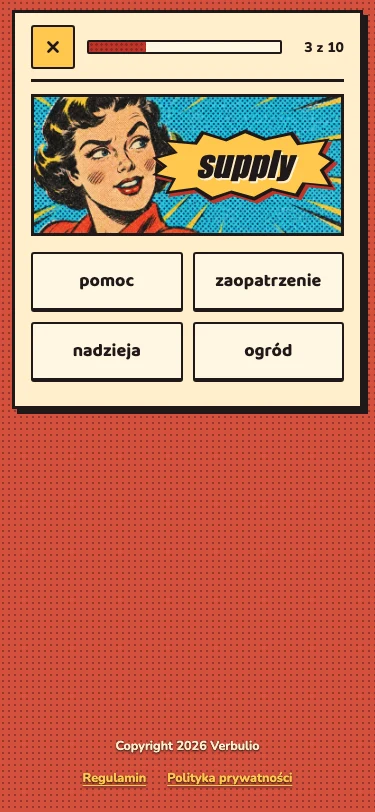 ×
3 z 10
supply
pomoc
zaopatrzenie
nadzieja
ogród
Copyright 2026 Verbulio
Regulamin
Polityka prywatności